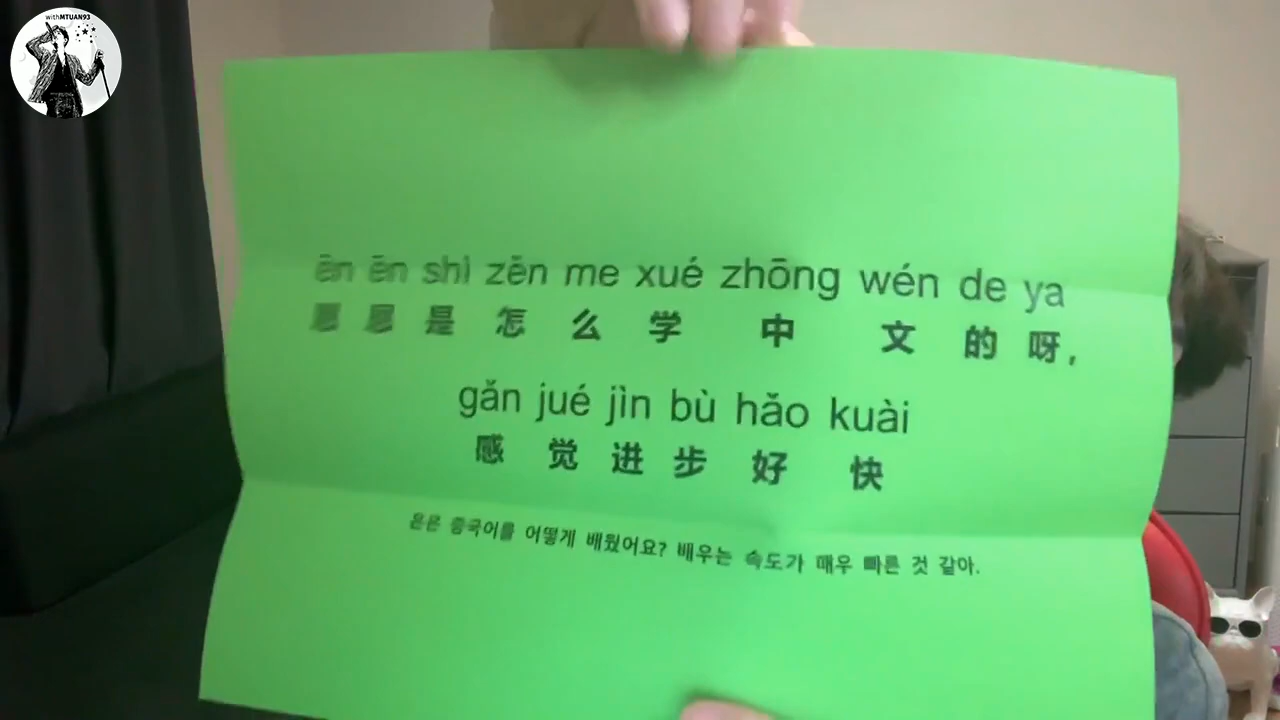 withMTUAN93
ēn ēn shì zěn me xué zhōng wén de ya
恩恩是怎么学中文的呀,
gǎn jué jìn bù hǎo kuài
感觉进步好快
은은 중국어를 어떻게 배웠어요? 배우는 속도가 매우 빠른 것 같아.